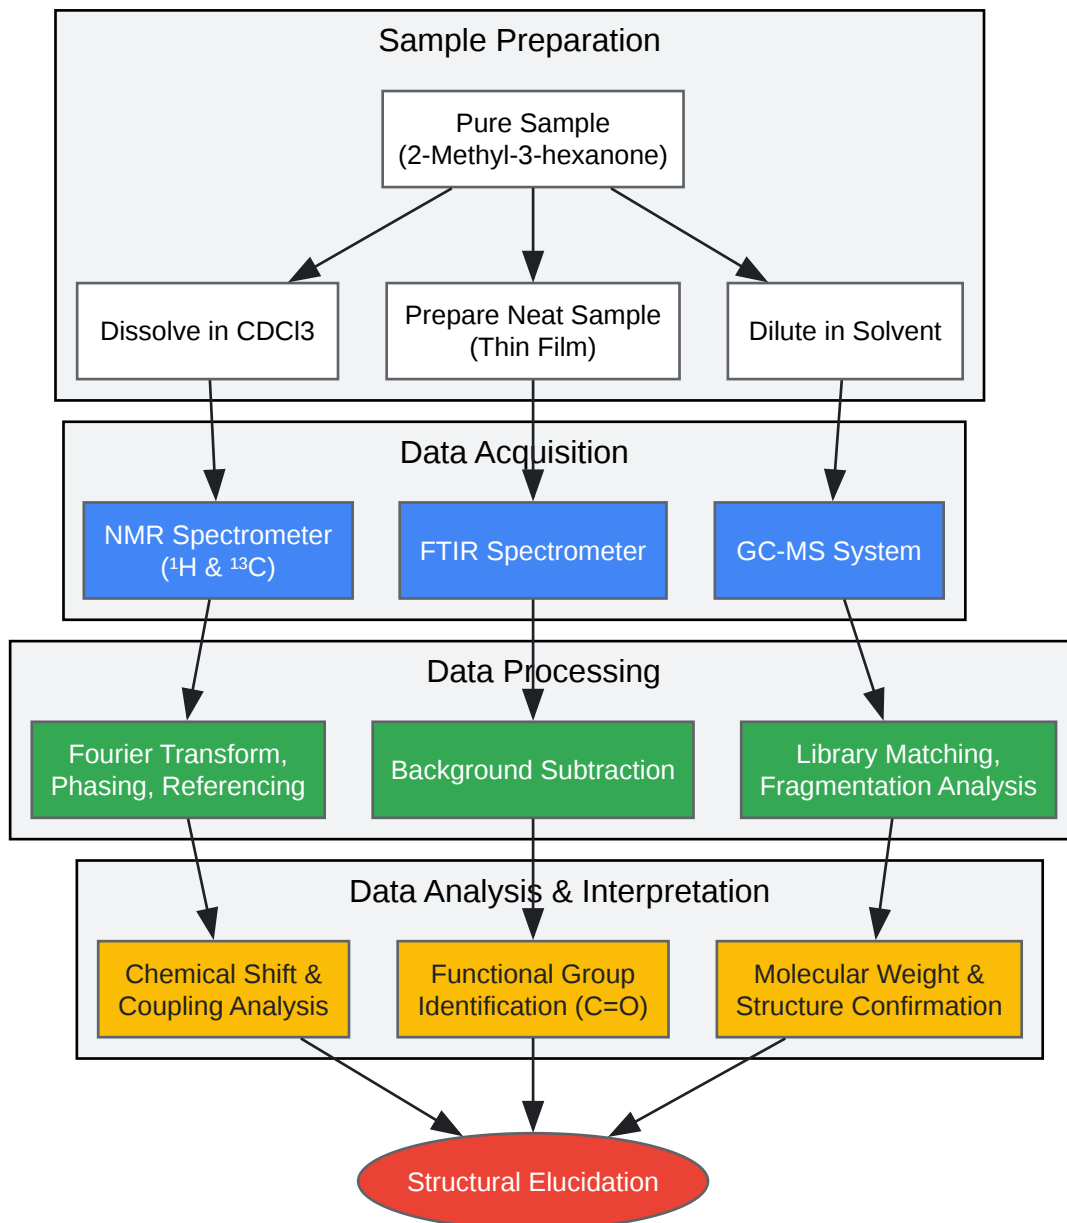 Sample Preparation
Pure Sample
(2-Methyl-3-hexanone)
Dissolve in CDCl3
Prepare Neat Sample
(Thin Film)
Dilute in Solvent
Data Acquisition
NMR Spectrometer
(¹H & ¹³C)
FTIR Spectrometer
GC-MS System
Data Processing
Fourier Transform,
Phasing, Referencing
Background Subtraction
Library Matching,
Fragmentation Analysis
Data Analysis & Interpretation
Chemical Shift &
Coupling Analysis
Functional Group
Identification (C=O)
Molecular Weight &
Structure Confirmation
Structural Elucidation